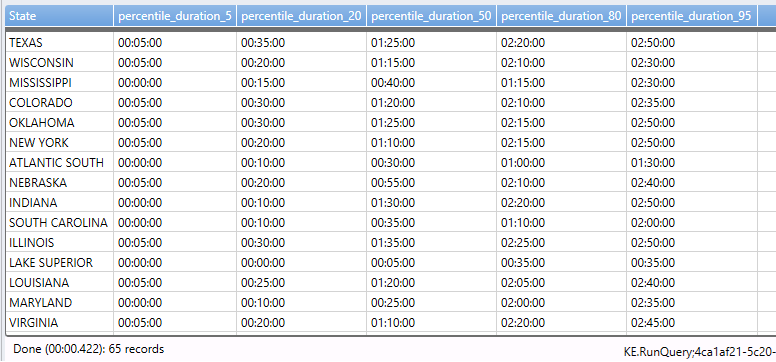 State percentile_duration_5 percentile_duration_20 percentile_duration_50 percentile_duration_80 percentile_duration_95
TEXAS 00:05:00 00:35:00 01:25:00 02:20:00 02:50:00
WISCONSIN 00:05:00 00:20:00 01:15:00 02:10:00 02:30:00
MISSISSIPPI 00:00:00 00:15:00 00:40:00 01:15:00 02:30:00
COLORADO 00:05:00 00:30:00 01:20:00 02:10:00 02:35:00
OKLAHOMA 00:05:00 00:30:00 01:25:00 02:15:00 02:50:00
NEW YORK 00:05:00 00:20:00 01:10:00 02:15:00 02:50:00
ATLANTIC SOUTH 00:00:00 00:10:00 00:30:00 01:00:00 01:30:00
NEBRASKA 00:05:00 00:20:00 00:55:00 02:10:00 02:40:00
INDIANA 00:00:00 00:10:00 01:30:00 02:20:00 02:50:00
SOUTH CAROLINA 00:00:00 00:10:00 00:35:00 01:10:00 02:00:00
ILLINOIS 00:05:00 00:30:00 01:35:00 02:25:00 02:50:00
LAKE SUPERIOR 00:00:00 00:00:00 00:05:00 00:35:00 00:35:00
LOUISIANA 00:05:00 00:25:00 01:20:00 02:05:00 02:40:00
MARYLAND 00:00:00 00:10:00 00:25:00 02:00:00 02:35:00
VIRGINIA 00:05:00 00:20:00 01:10:00 02:20:00 02:45:00
Done (00:00.422): 65 records KE.RunQuery;4ca1af21-5c20-